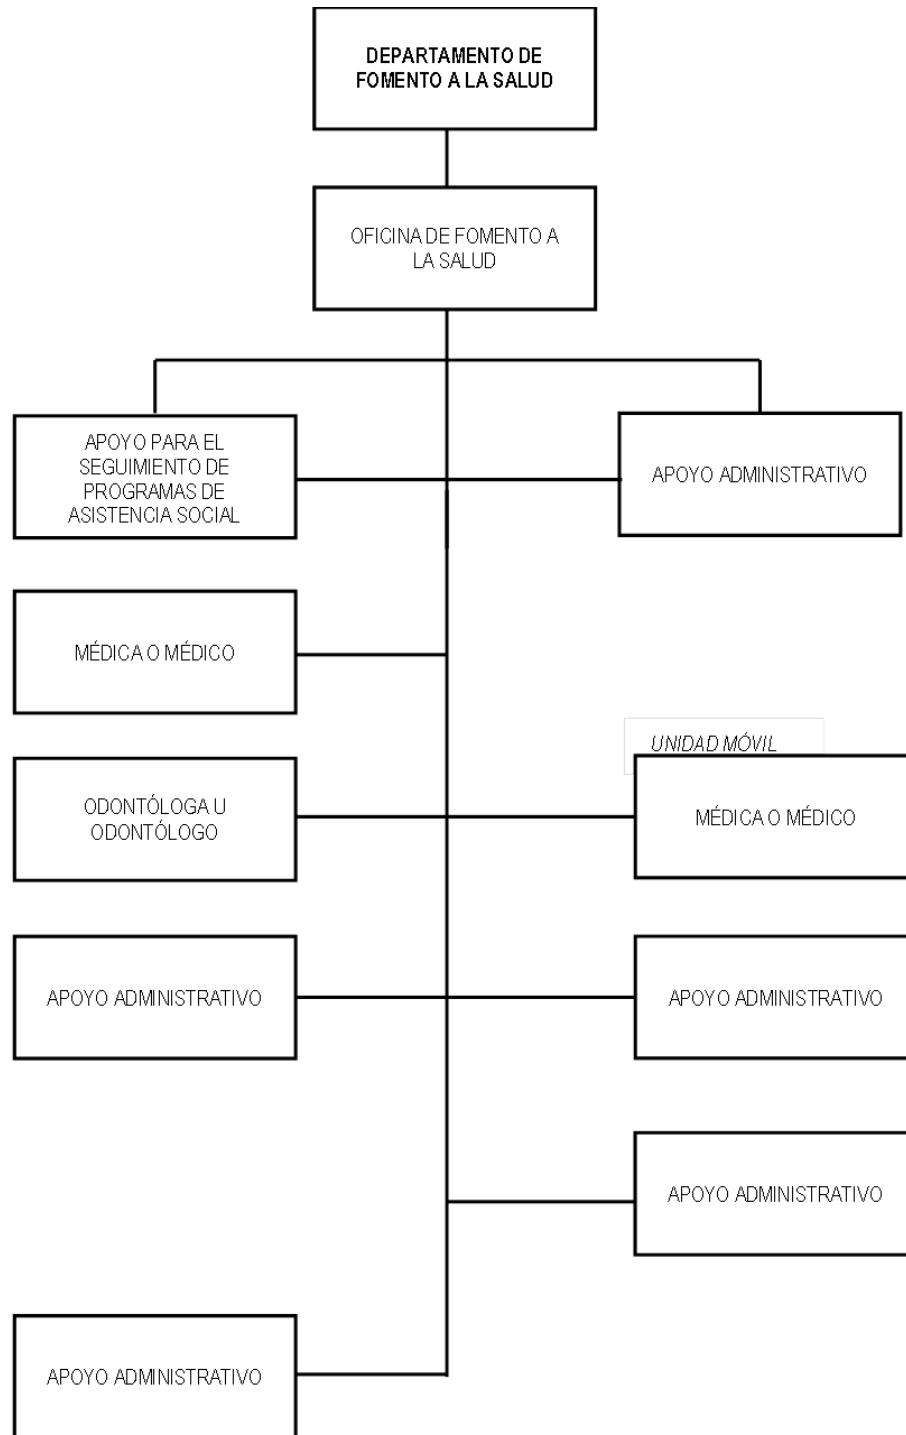 DEPARTAMENTO DE
FOMENTO A LA SALUD
OFICINA DE FOMENTO A
LA SALUD
APOYO PARA EL
SEGUIMIENTO DE
PROGRAMAS DE
ASISTENCIA SOCIAL
APOYO ADMINISTRATIVO
MÉDICA O MÉDICO
UNIDAD MÓVIL
ODONTÓLOGA U
ODONTÓLOGO
MÉDICA O MÉDICO
APOYO ADMINISTRATIVO
APOYO ADMINISTRATIVO
APOYO ADMINISTRATIVO
APOYO ADMINISTRATIVO